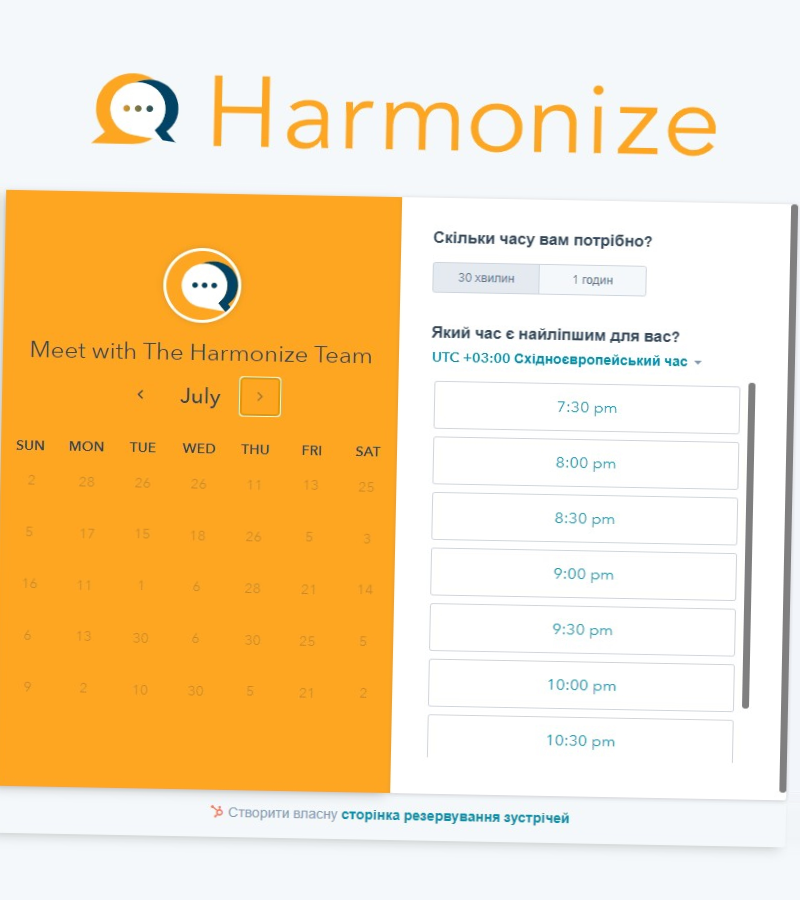 Harmonize
Meet with The Harmonize Team
July
SUN MON TUE WED THU FRI SAT
2 28 26 26 11 13 25
5 17 15 18 26 5 3
16 11 1 6 28 21 14
6 13 30 6 30 25 5
9 2 10 30 5 21 2
Скільки часу вам потрібно?
30 хвилин 1 годин
Який час є найліпшим для вас?
UTC +03:00 Східноєвропейський час
7:30 pm
8:00 pm
8:30 pm
9:00 pm
9:30 pm
10:00 pm
10:30 pm
Створити власну сторінка резервування зустрічей